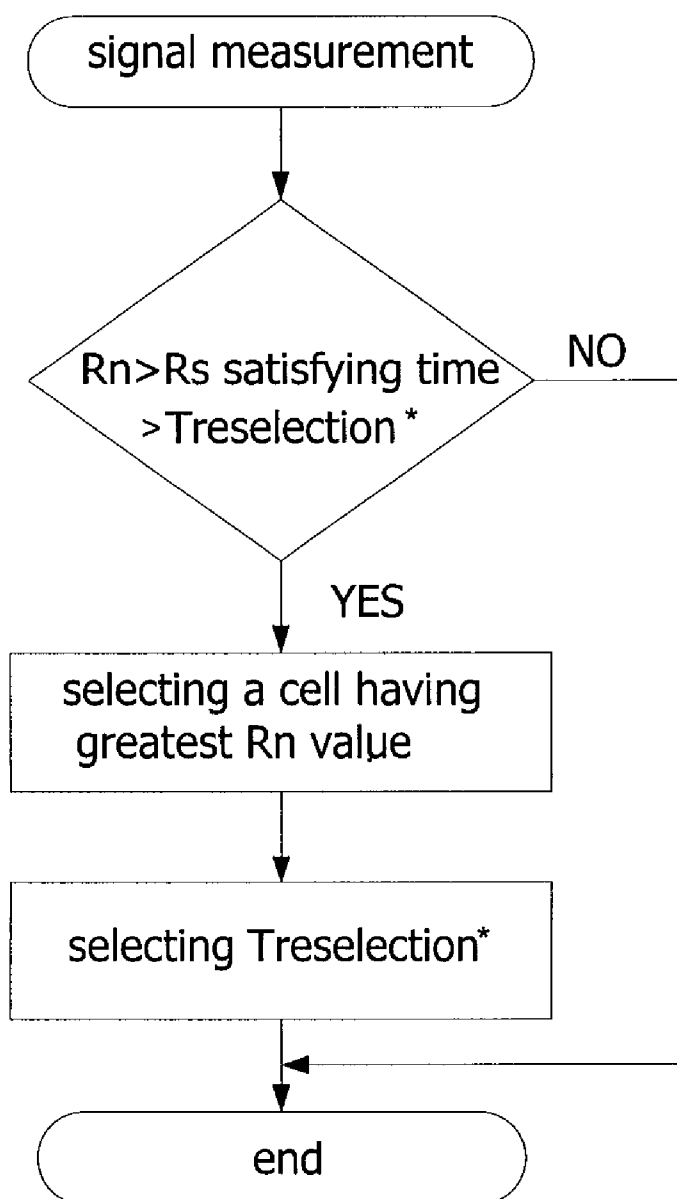 signal measurement
Rn>Rs satisfying time
>Treselection*
NO
YES
selecting a cell having
greatest Rn value
selecting Treselection*
end